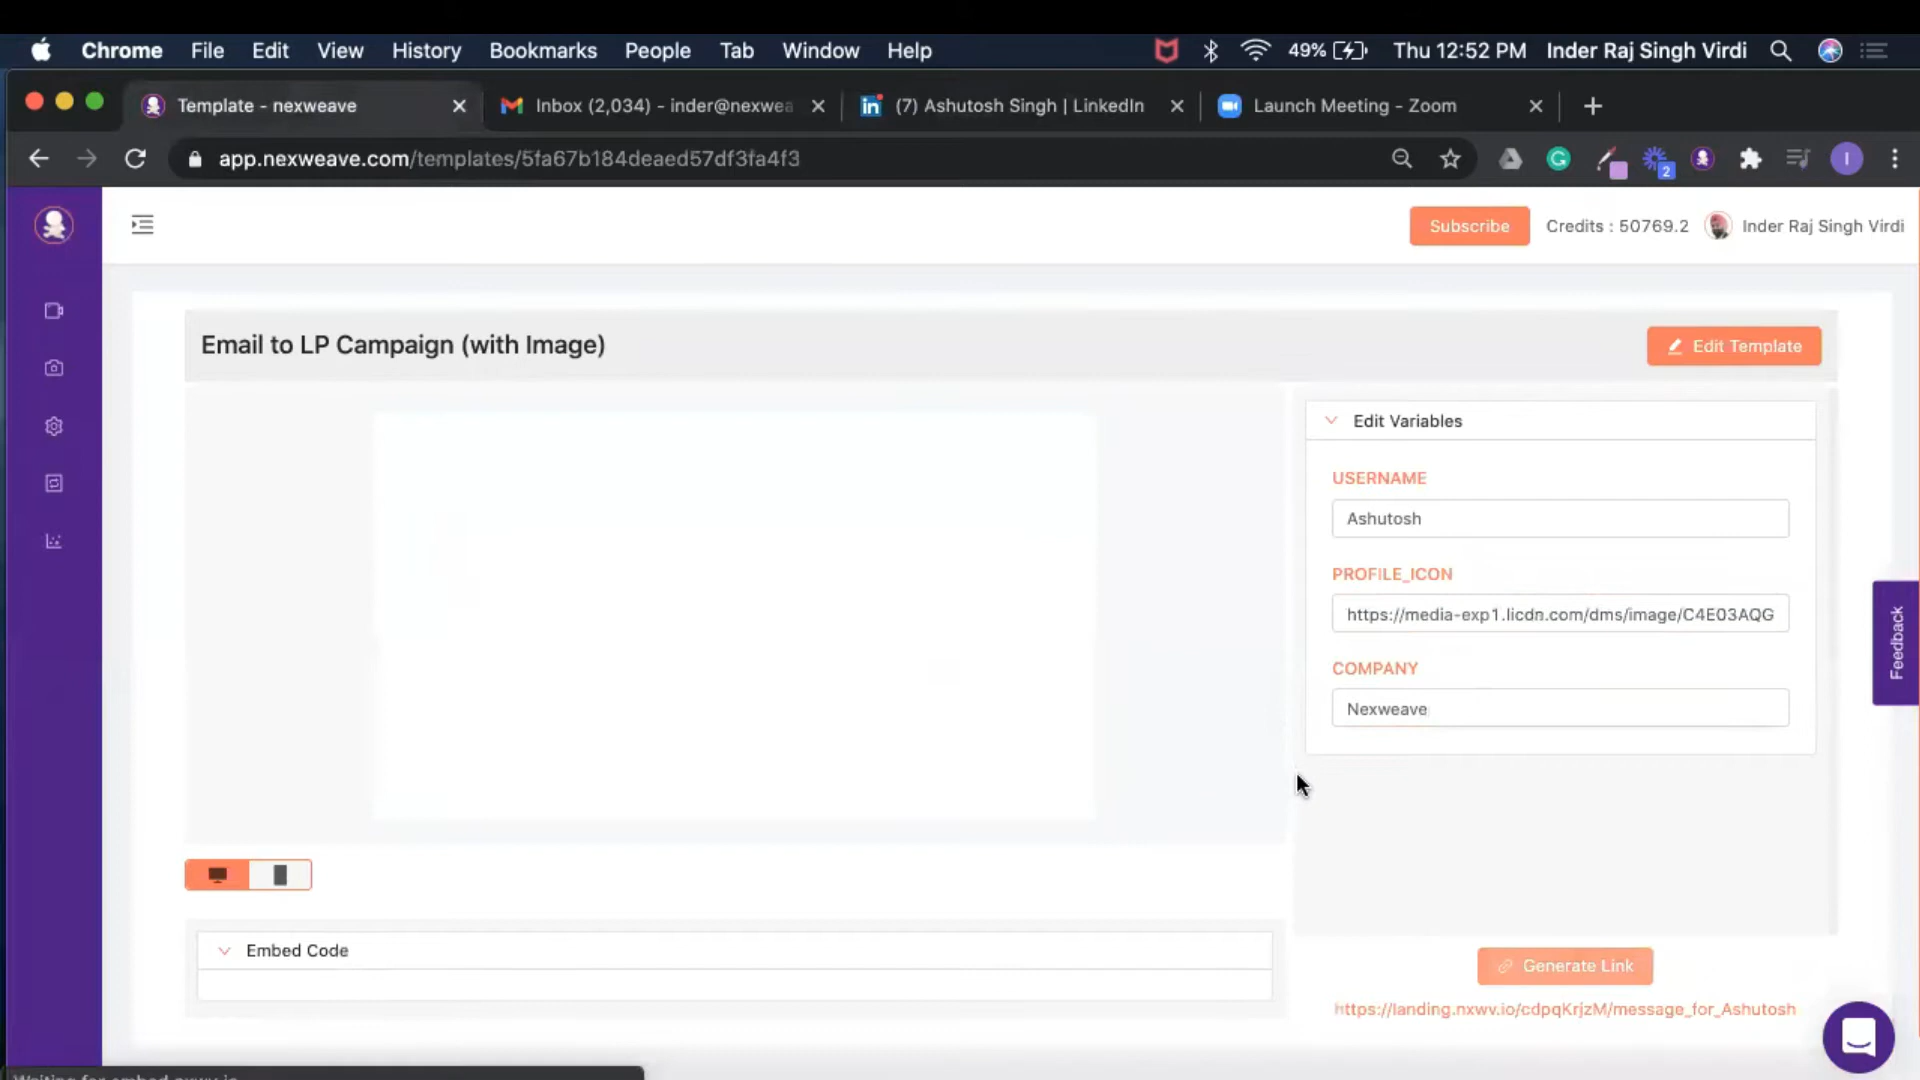 Chrome File Edit View History Bookmarks People Tab Window Help 49% Thu 12:52 PM Inder Raj Singh Virdi
Template - nexweave Inbox (2,034) - inder@nexwea (7) Ashutosh Singh | LinkedIn Launch Meeting - Zoom
app.nexweave.com/templates/5fa67b184deaed57df3fa4f3 2 I
Subscribe Credits : 50769.2 Inder Raj Singh Virdi
Email to LP Campaign (with Image) Edit Template
Edit Variables
USERNAME
Ashutosh
PROFILE_ICON
https://media-exp1.licdn.com/dms/image/C4E03AQG
COMPANY
Nexweave
Feedback
Embed Code
Generate Link
https://landing.nxwv.io/cdpqKrjzM/message_for_Ashutosh